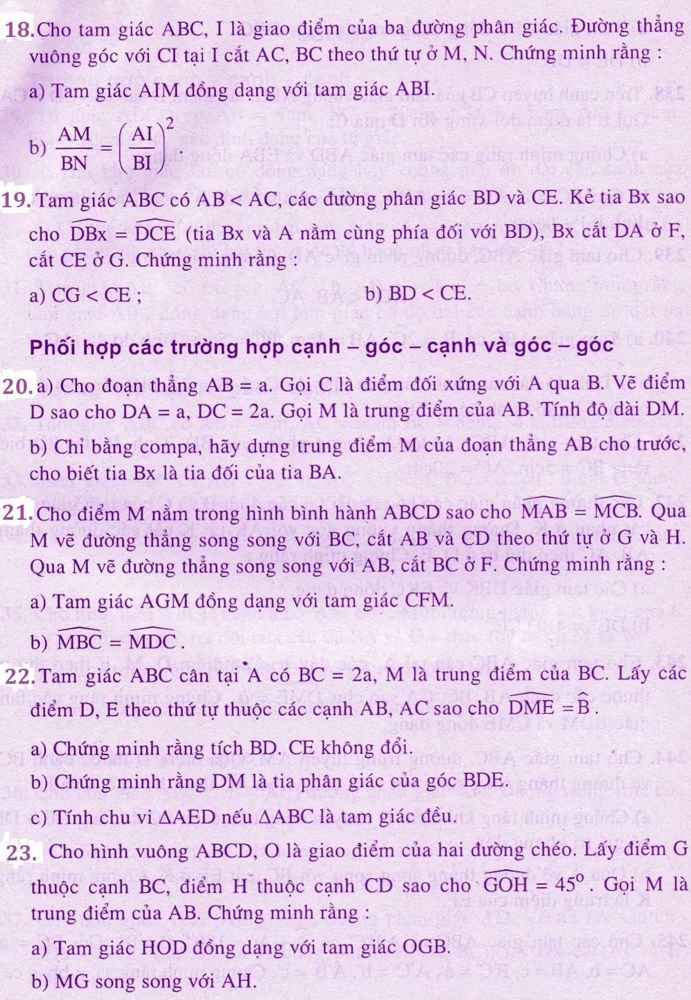 18. Cho tam giác ABC, I là giao điểm của ba đường phân giác. Đường thẳng
vuông góc với CI tại I cắt AC, BC theo thứ tự ở M, N. Chứng minh rằng :
a) Tam giác AIM đồng dạng với tam giác ABI.
b) AM/BN = (AI/BI)².
19. Tam giác ABC có AB < AC, các đường phân giác BD và CE. Kẻ tia Bx sao
cho \widehat{DBx} = \widehat{DCE} (tia Bx và A nằm cùng phía đối với BD), Bx cắt DA ở F,
cắt CE ở G. Chứng minh rằng :
a) CG < CE ; b) BD < CE.
Phối hợp các trường hợp cạnh – góc – cạnh và góc – góc
20. a) Cho đoạn thẳng AB = a. Gọi C là điểm đối xứng với A qua B. Vẽ điểm
D sao cho DA = a, DC = 2a. Gọi M là trung điểm của AB. Tính độ dài DM.
b) Chỉ bằng compa, hãy dựng trung điểm M của đoạn thẳng AB cho trước,
cho biết tia Bx là tia đối của tia BA.
21. Cho điểm M nằm trong hình bình hành ABCD sao cho \widehat{MAB} = \widehat{MCB}. Qua
M vẽ đường thẳng song song với BC, cắt AB và CD theo thứ tự ở G và H.
Qua M vẽ đường thẳng song song với AB, cắt BC ở F. Chứng minh rằng :
a) Tam giác AGM đồng dạng với tam giác CFM.
b) \widehat{MBC} = \widehat{MDC}.
22. Tam giác ABC cân tại A có BC = 2a, M là trung điểm của BC. Lấy các
điểm D, E theo thứ tự thuộc các cạnh AB, AC sao cho \widehat{DME} = \widehat{B}.
a) Chứng minh rằng tích BD. CE không đổi.
b) Chứng minh rằng DM là tia phân giác của góc BDE.
c) Tính chu vi ΔAED nếu ΔABC là tam giác đều.
23. Cho hình vuông ABCD, O là giao điểm của hai đường chéo. Lấy điểm G
thuộc cạnh BC, điểm H thuộc cạnh CD sao cho \widehat{GOH} = 45°. Gọi M là
trung điểm của AB. Chứng minh rằng :
a) Tam giác HOD đồng dạng với tam giác OGB.
b) MG song song với AH.